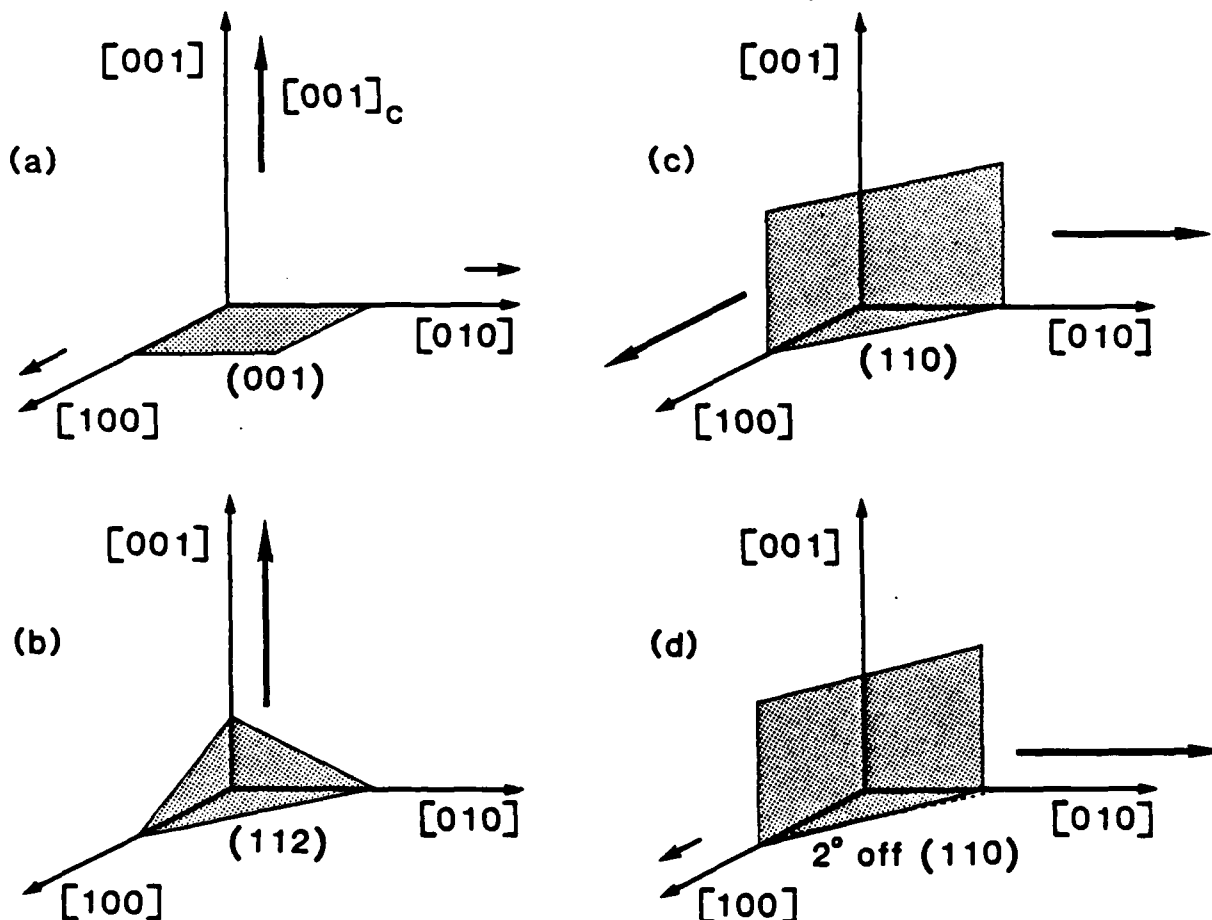 (a)
[001]
[001]c
[010]
(001)
[100]
(b)
[001]
[010]
(112)
[100]
(c)
[001]
[010]
(110)
[100]
(d)
[001]
[010]
2° off (110)
[100]